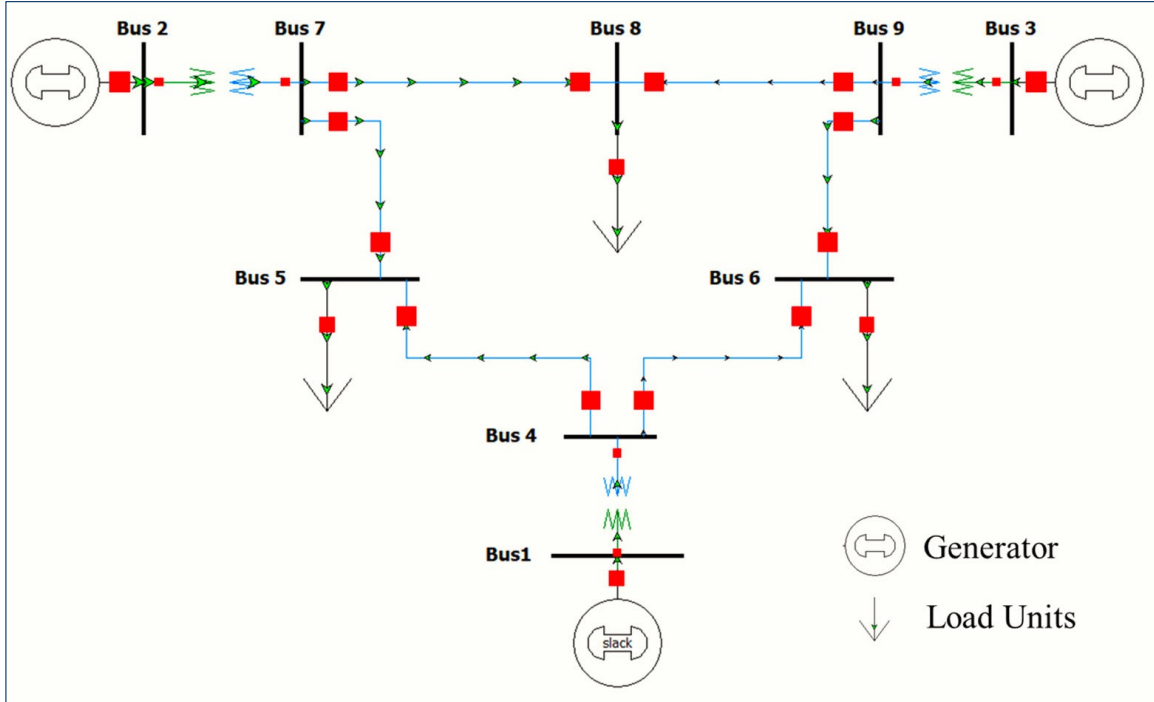 Bus 2
Bus 7
Bus 8
Bus 9
Bus 3
Bus 5
Bus 6
Bus 4
Bus1
slack
Generator
Load Units